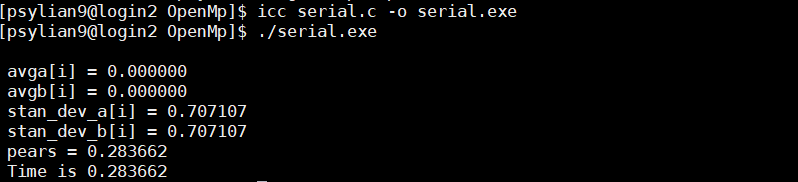 [psylian9@login2 OpenMp]$ icc serial.c -o serial.exe
[psylian9@login2 OpenMp]$ ./serial.exe
avga[i] = 0.000000
avgb[i] = 0.000000
stan_dev_a[i] = 0.707107
stan_dev_b[i] = 0.707107
pears = 0.283662
Time is 0.283662